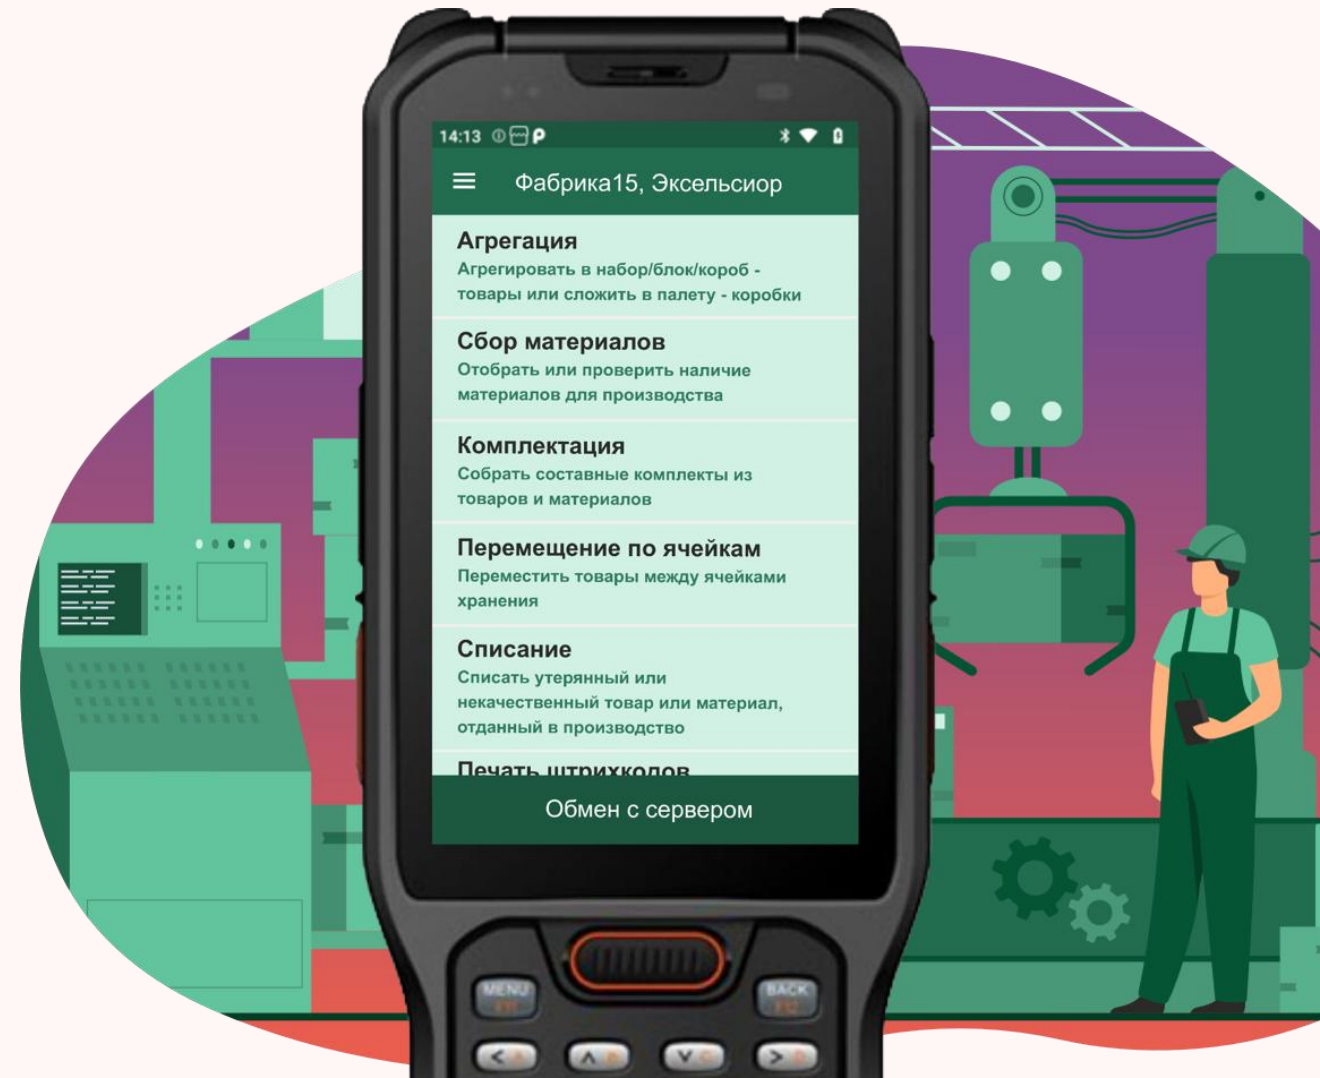 14:13
Фабрика15, Эксельсиор
Агрегация
Агрегировать в набор/блок/короб -
товары или сложить в палету - коробки
Сбор материалов
Отобрать или проверить наличие
материалов для производства
Комплектация
Собрать составные комплекты из
товаров и материалов
Перемещение по ячейкам
Переместить товары между ячейками
хранения
Списание
Списать утерянный или
некачественный товар или материал,
отданный в производство
Печать штрихкодов
Обмен с сервером
MENU
BACK